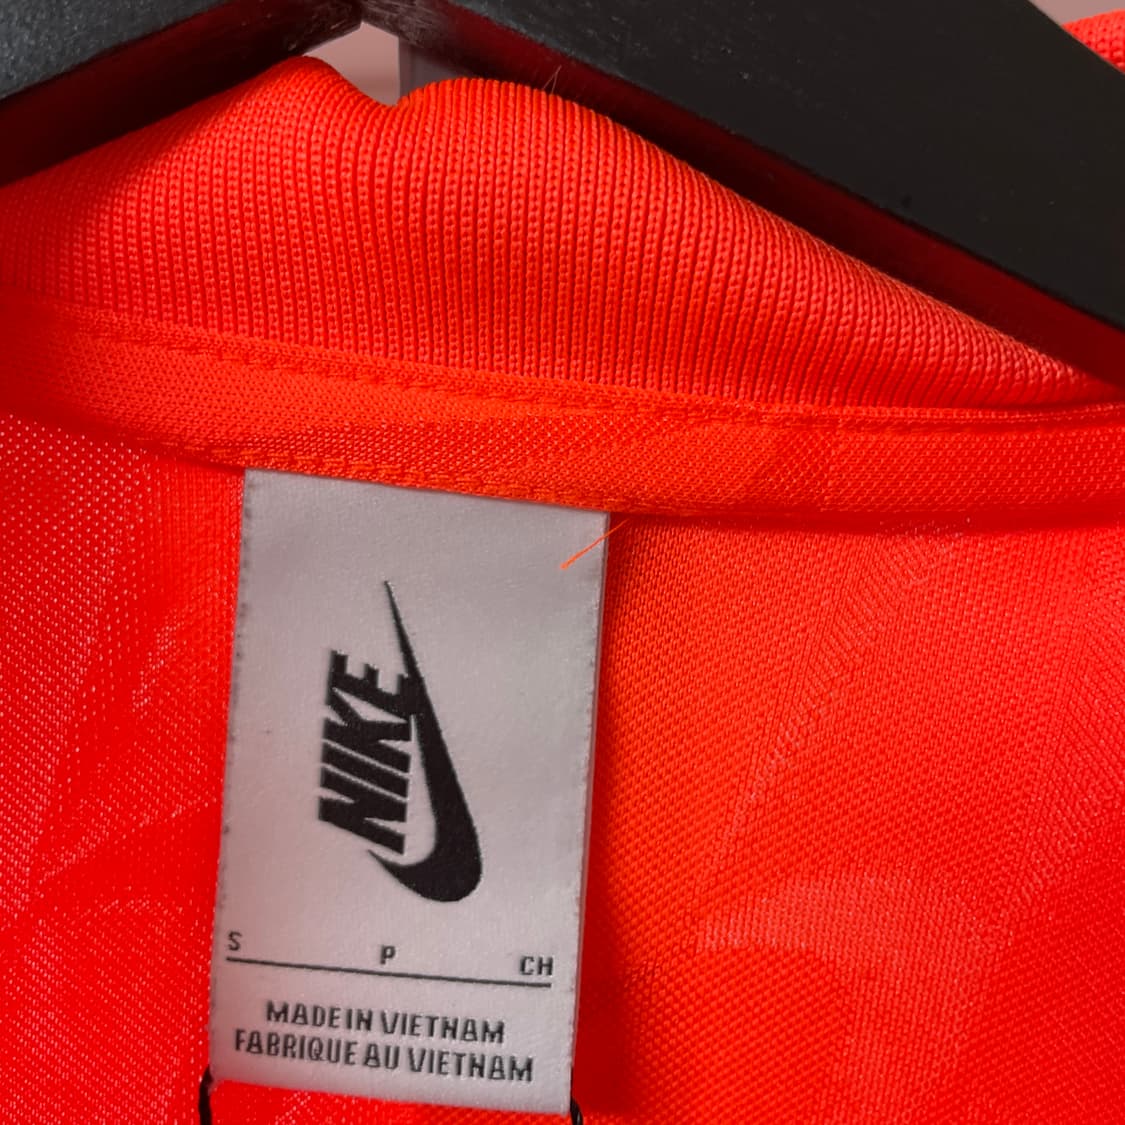 NIKE
S P CH
MADE IN VIETNAM
FABRIQUE AU VIETNAM